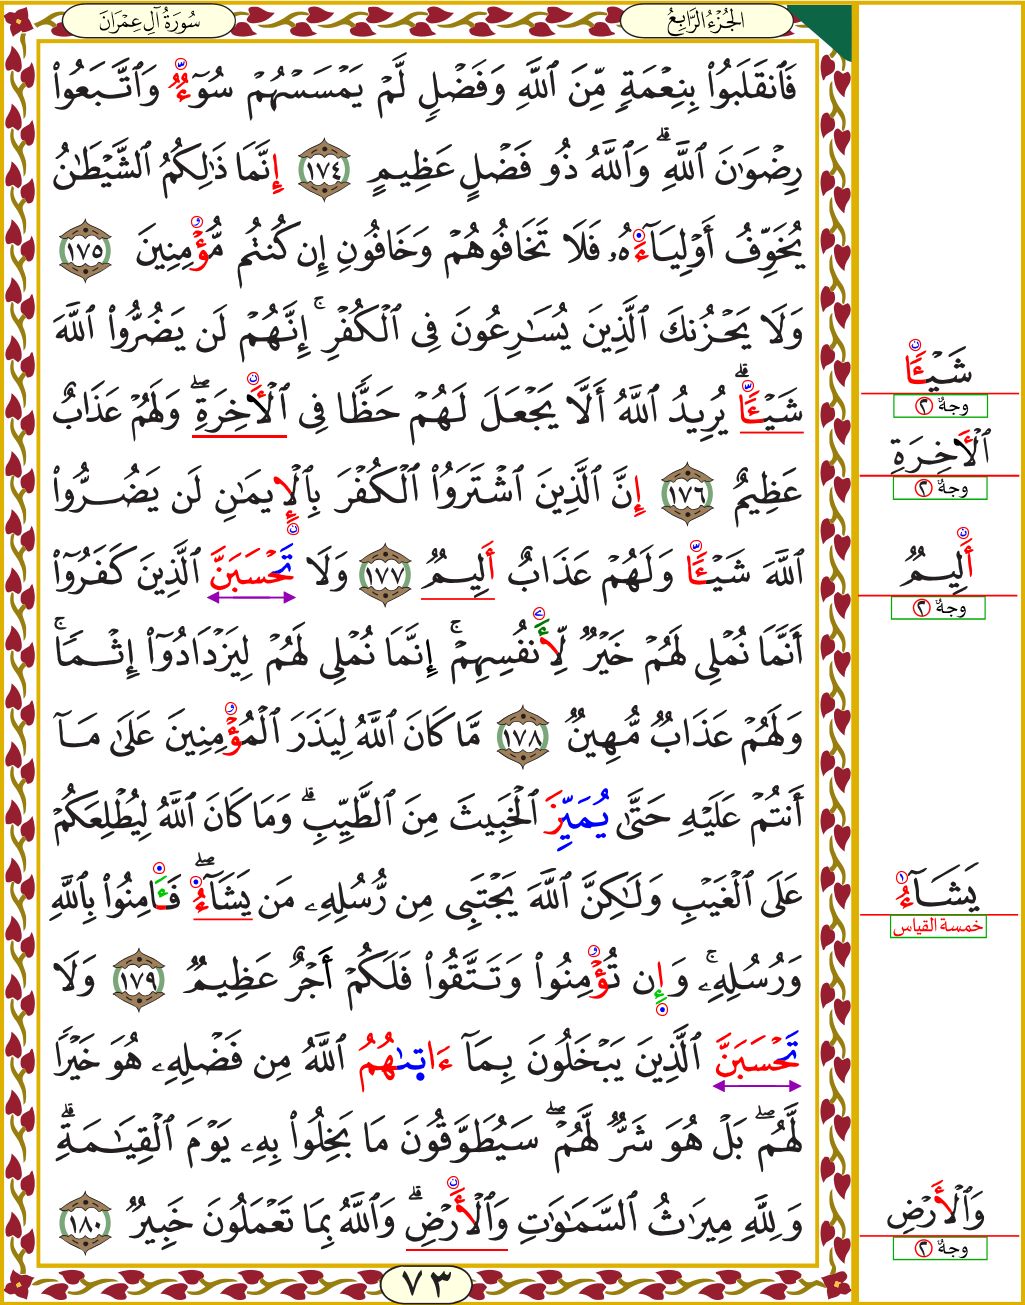 الجُزْءُ الرَّابِعُ
سُورَةُ آلِ عِمْرَانَ
فَٱنقَلَبُوا۟ بِنِعْمَةٍ مِّنَ ٱللَّهِ وَفَضْلٍ لَّمْ يَمْسَسْهُمْ سُوٓءٌ وَٱتَّبَعُوا۟
رِضْوَٰنَ ٱللَّهِ ۗ وَٱللَّهُ ذُو فَضْلٍ عَظِيمٍ ١٧٤ إِنَّمَا ذَٰلِكُمُ ٱلشَّيْطَٰنُ
يُخَوِّفُ أَوْلِيَآءَهُۥ فَلَا تَخَافُوهُمْ وَخَافُونِ إِن كُنتُم مُّؤْمِنِينَ ١٧٥
وَلَا يَحْزُنكَ ٱلَّذِينَ يُسَٰرِعُونَ فِى ٱلْكُفْرِ ۚ إِنَّهُمْ لَن يَضُرُّوا۟ ٱللَّهَ
شَيْـًٔا ۗ يُرِيدُ ٱللَّهُ أَلَّا يَجْعَلَ لَهُمْ حَظًّا فِى ٱلْأَخِرَةِ ۖ وَلَهُمْ عَذَابٌ
عَظِيمٌ ١٧٦ إِنَّ ٱلَّذِينَ ٱشْتَرَوُا۟ ٱلْكُفْرَ بِٱلْإِيمَٰنِ لَن يَضُرُّوا۟
ٱللَّهَ شَيْـًٔا وَلَهُمْ عَذَابٌ أَلِيمٌ ١٧٧ وَلَا تَحْسَبَنَّ ٱلَّذِينَ كَفَرُوٓا۟
أَنَّمَا نُمْلِى لَهُمْ خَيْرٌ لِّأَنفُسِهِمْ ۚ إِنَّمَا نُمْلِى لَهُمْ لِيَزْدَادُوٓا۟ إِثْمًا ۚ
وَلَهُمْ عَذَابٌ مُّهِينٌ ١٧٨ مَّا كَانَ ٱللَّهُ لِيَذَرَ ٱلْمُؤْمِنِينَ عَلَىٰ مَآ
أَنتُمْ عَلَيْهِ حَتَّىٰ يُمَيِّزَ ٱلْخَبِيثَ مِنَ ٱلطَّيِّبِ ۗ وَمَا كَانَ ٱللَّهُ لِيُطْلِعَكُمْ
عَلَى ٱلْغَيْبِ وَلَٰكِنَّ ٱللَّهَ يَجْتَبِى مِن رُّسُلِهِۦ مَن يَشَآءُ ۖ فَـَٔامِنُوا۟ بِٱللَّهِ
وَرُسُلِهِۦ ۚ وَإِن تُؤْمِنُوا۟ وَتَتَّقُوا۟ فَلَكُمْ أَجْرٌ عَظِيمٌ ١٧٩ وَلَا
تَحْسَبَنَّ ٱلَّذِينَ يَبْخَلُونَ بِمَآ ءَاتَىٰهُمُ ٱللَّهُ مِن فَضْلِهِۦ هُوَ خَيْرًا
لَّهُم ۖ بَلْ هُوَ شَرٌّ لَّهُمْ ۖ سَيُطَوَّقُونَ مَا بَخِلُوا۟ بِهِۦ يَوْمَ ٱلْقِيَٰمَةِ ۗ
وَلِلَّهِ مِيرَٰثُ ٱلسَّمَٰوَٰتِ وَٱلْأَرْضِ ۗ وَٱللَّهُ بِمَا تَعْمَلُونَ خَبِيرٌ ١٨٠
٧٣
شَيْـًٔا
وجهٌ ٢
ٱلْأَخِرَةِ
وجهٌ ٢
أَلِيمٌ
وجهٌ ٢
يَشَآءُ
خمسة القياس
وَٱلْأَرْضِ
وجهٌ ٢